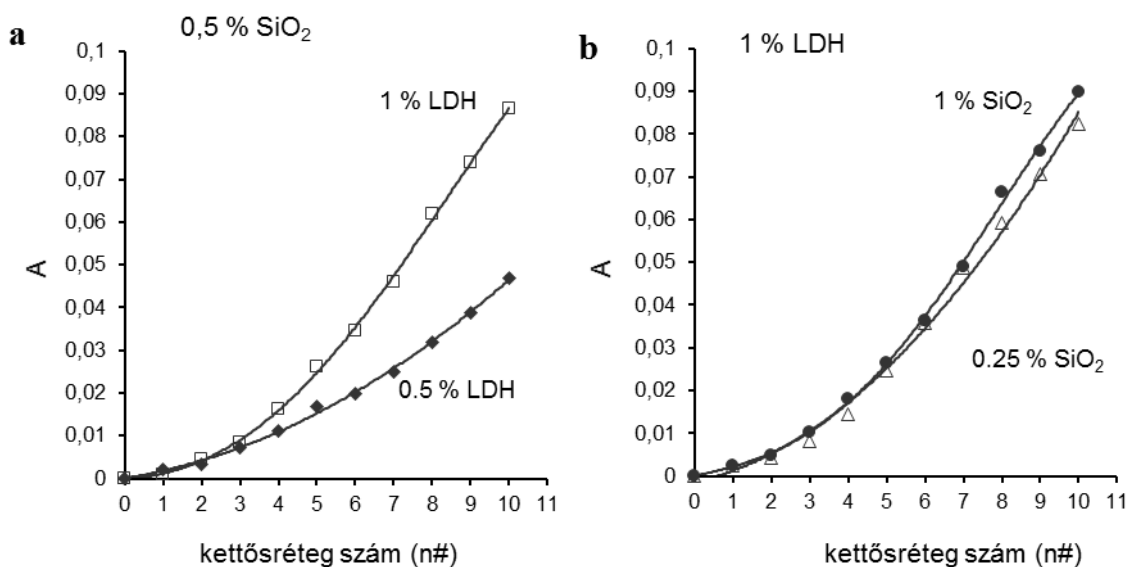 a
0,5 % SiO₂
0,1
0,09
0,08
0,07
0,06
0,05
0,04
0,03
0,02
0,01
0
A
1 % LDH
0.5 % LDH
0 1 2 3 4 5 6 7 8 9 10 11
kettősréteg szám (n#)
b
1 % LDH
0,1
0,09
0,08
0,07
0,06
0,05
0,04
0,03
0,02
0,01
0
A
1 % SiO₂
0.25 % SiO₂
0 1 2 3 4 5 6 7 8 9 10 11
kettősréteg szám (n#)